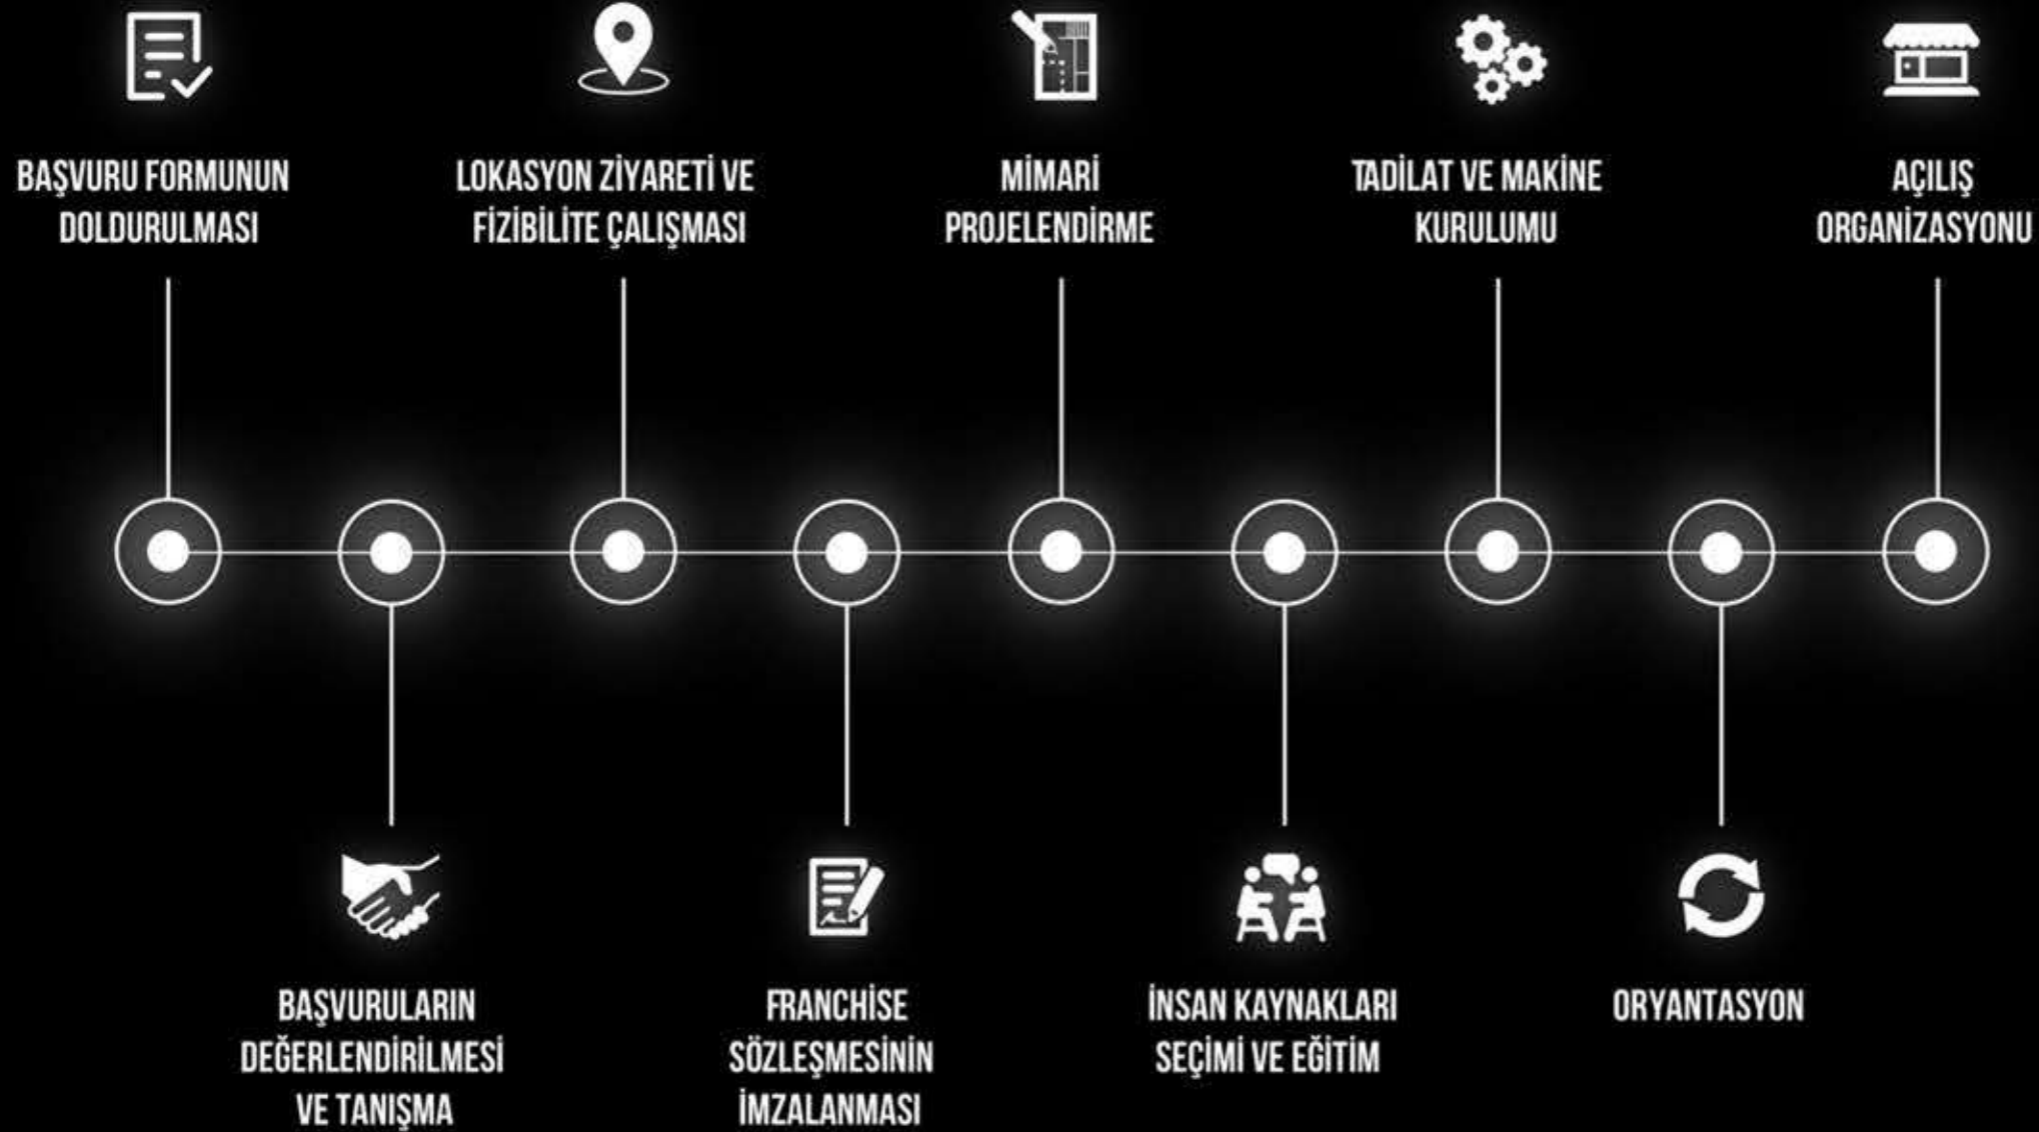 BAŞVURU FORMUNUN
DOLDURULMASI
LOKASYON ZİYARETİ VE
FİZİBİLİTE ÇALIŞMASI
MİMARİ
PROJELENDİRME
TADİLAT VE MAKİNE
KURULUMU
AÇILIŞ
ORGANİZASYONU
BAŞVURULARIN
DEĞERLENDİRİLMESİ
VE TANIŞMA
FRANCHİSE
SÖZLEŞMESİNİN
İMZALANMASI
İNSAN KAYNAKLARI
SEÇİMİ VE EĞİTİM
ORYANTASYON